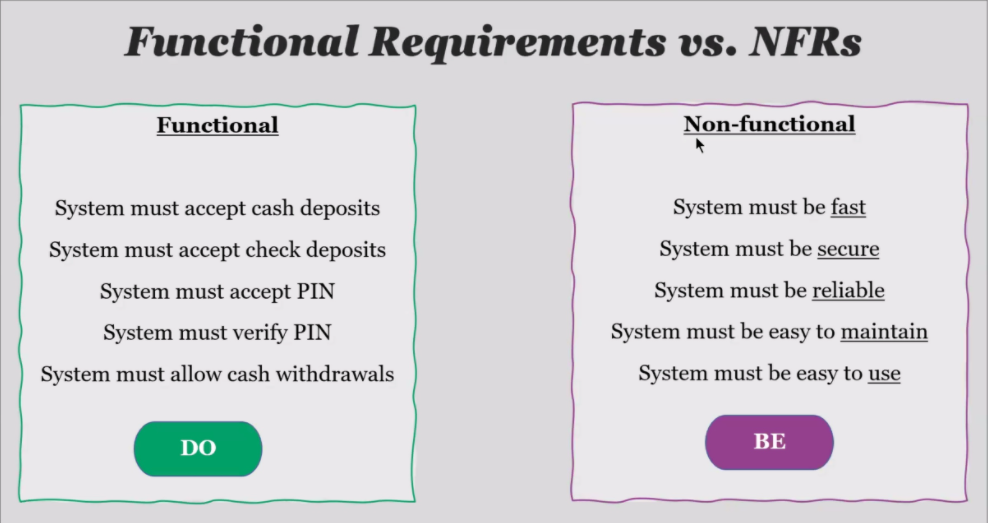 Functional Requirements vs. NFRs
Functional
System must accept cash deposits
System must accept check deposits
System must accept PIN
System must verify PIN
System must allow cash withdrawals
DO
Non-functional
System must be fast
System must be secure
System must be reliable
System must be easy to maintain
System must be easy to use
BE